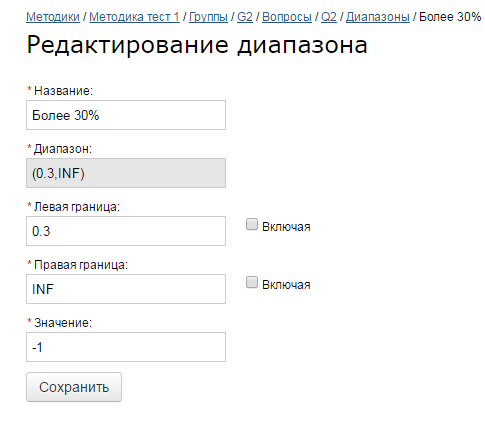 Методики / Методика тест 1 / Группы / G2 / Вопросы / Q2 / Диапазоны / Более 30%
Редактирование диапазона
* Название:
Более 30%
* Диапазон:
(0.3,INF)
* Левая граница:
0.3
Включая
* Правая граница:
INF
Включая
* Значение:
-1
Сохранить